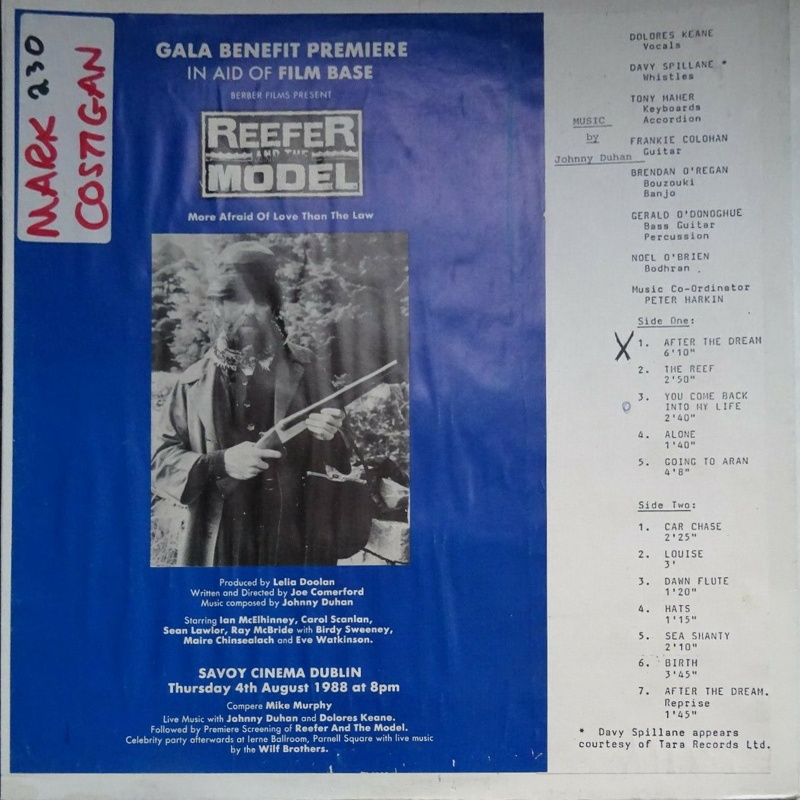 MARK 230
COSTIGAN
GALA BENEFIT PREMIERE
IN AID OF FILM BASE
BERBER FILMS PRESENT
REEFER
AND THE
MODEL
More Afraid Of Love Than The Law
Produced by Lelia Doolan
Written and Directed by Joe Comerford
Music composed by Johnny Duhan
Starring Ian McElhinney, Carol Scanlan,
Sean Lawlor, Ray McBride with Birdy Sweeney,
Maire Chinsealach and Eve Watkinson.
SAVOY CINEMA DUBLIN
Thursday 4th August 1988 at 8pm
Compere Mike Murphy
Live Music with Johnny Duhan and Dolores Keane.
Followed by Premiere Screening of Reefer And The Model.
Celebrity party afterwards at Ierne Ballroom, Parnell Square with live music
by the Wilf Brothers.
MUSIC
by
Johnny Duhan
DOLORES KEANE
Vocals
DAVY SPILLANE *
Whistles
TONY MAHER
Keyboards
Accordion
FRANKIE COLOHAN
Guitar
BRENDAN O'REGAN
Bouzouki
Banjo
GERALD O'DONOGHUE
Bass Guitar
Percussion
NOEL O'BRIEN
Bodhran .
Music Co-Ordinator
PETER HARKIN
Side One:
X 1. AFTER THE DREAM
6'10"
2. THE REEF
2'50"
3. YOU COME BACK
INTO MY LIFE
2'40"
4. ALONE
1'40"
5. GOING TO ARAN
4'8"
Side Two:
1. CAR CHASE
2'25"
2. LOUISE
3'
3. DAWN FLUTE
1'20"
4. HATS
1'15"
5. SEA SHANTY
2'10"
6. BIRTH
3'45"
7. AFTER THE DREAM.
Reprise
1'45"
* Davy Spillane appears
courtesy of Tara Records Ltd.